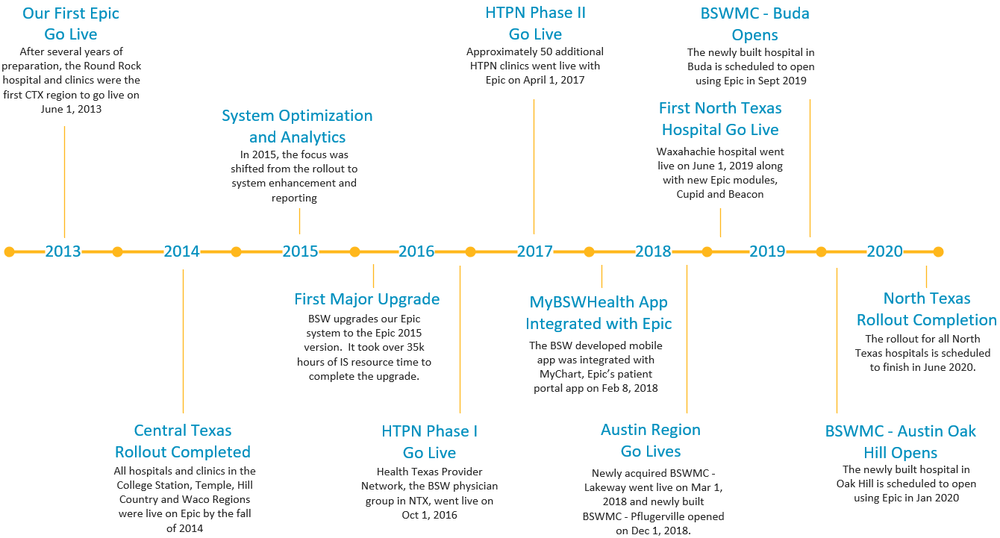 Our First Epic
Go Live
After several years of
preparation, the Round Rock
hospital and clinics were the
first CTX region to go live on
June 1, 2013
System Optimization
and Analytics
In 2015, the focus was
shifted from the rollout to
system enhancement and
reporting
HTPN Phase II
Go Live
Approximately 50 additional
HTPN clinics went live with
Epic on April 1, 2017
BSWMC - Buda
Opens
The newly built hospital in
Buda is scheduled to open
using Epic in Sept 2019
First North Texas
Hospital Go Live
Waxahachie hospital went
live on June 1, 2019 along
with new Epic modules,
Cupid and Beacon
2013 2014 2015 2016 2017 2018 2019 2020
First Major Upgrade
BSW upgrades our Epic
system to the Epic 2015
version.  It took over 35k
hours of IS resource time to
complete the upgrade.
MyBSWHealth App
Integrated with Epic
The BSW developed mobile
app was integrated with
MyChart, Epic’s patient
portal app on Feb 8, 2018
North Texas
Rollout Completion
The rollout for all North
Texas hospitals is scheduled
to finish in June 2020.
Central Texas
Rollout Completed
All hospitals and clinics in the
College Station, Temple, Hill
Country and Waco Regions
were live on Epic by the fall
of 2014
HTPN Phase I
Go Live
Health Texas Provider
Network, the BSW physician
group in NTX, went live on
Oct 1, 2016
Austin Region
Go Lives
Newly acquired BSWMC -
Lakeway went live on Mar 1,
2018 and newly built
BSWMC - Pflugerville opened
on Dec 1, 2018.
BSWMC - Austin Oak
Hill Opens
The newly built hospital in
Oak Hill is scheduled to open
using Epic in Jan 2020